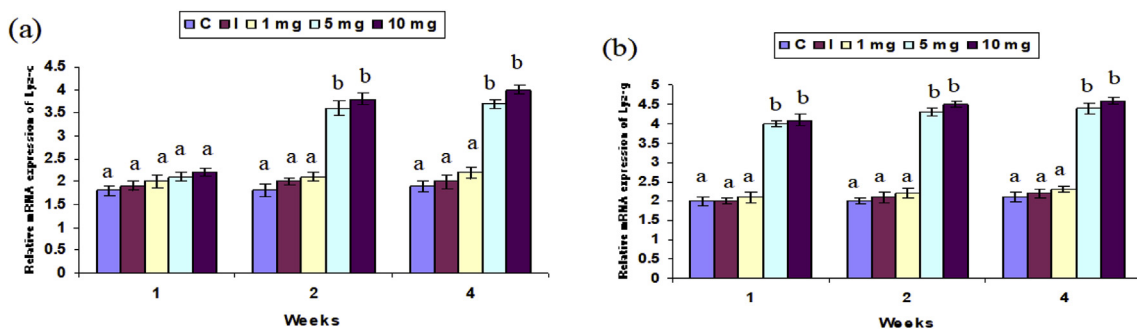 (a)
C I 1 mg 5 mg 10 mg
Relative mRNA expression of Lyz-c
4.5
4
3.5
3
2.5
2
1.5
1
0.5
0
a a a a a
a a a b b
a a a b b
1 2 4
Weeks
(b)
C I 1 mg 5 mg 10 mg
Relative mRNA expression of Lyz-g
5
4.5
4
3.5
3
2.5
2
1.5
1
0.5
0
a a a b b
a a a b b
a a a b b
1 2 4
Weeks